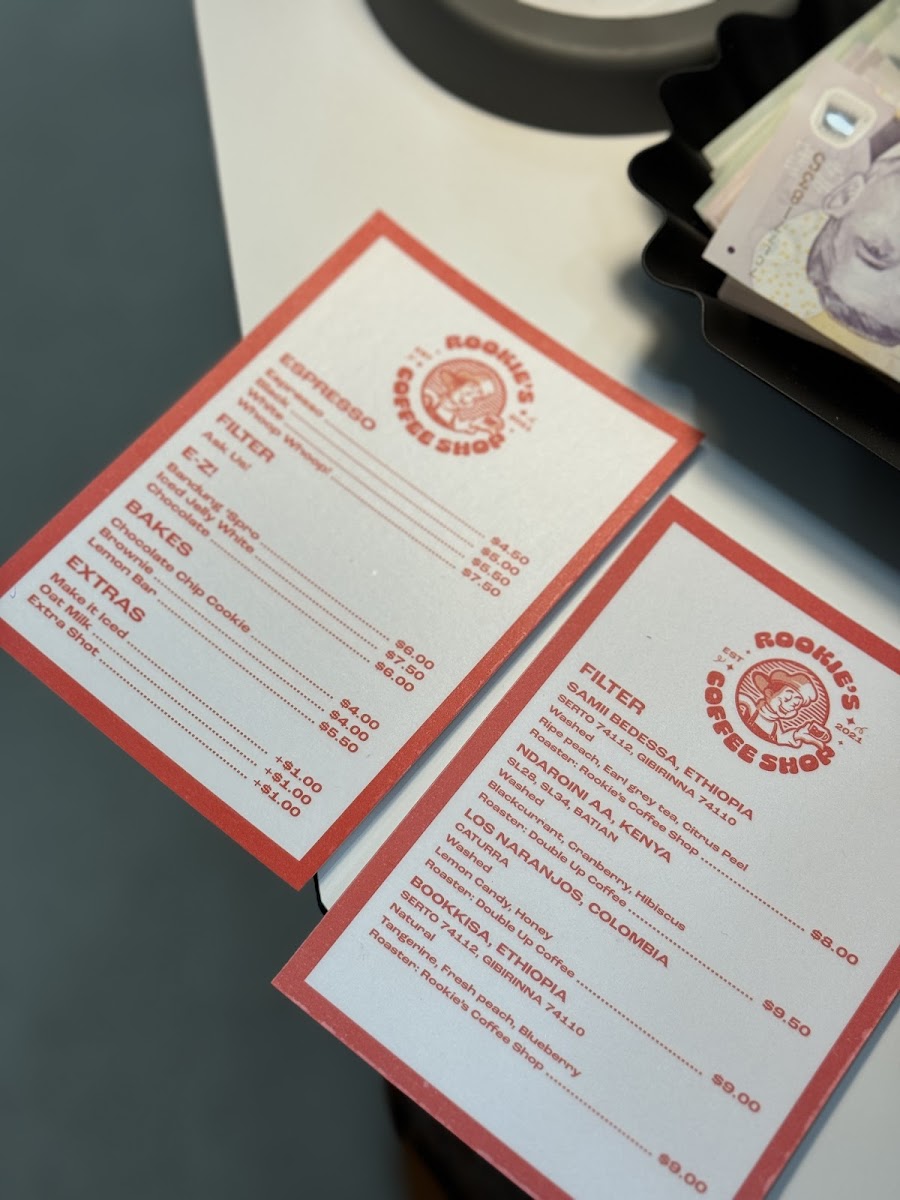 ROOKIE'S
COFFEE SHOP
ESPRESSO
Espresso $4.50
Black $5.00
White $5.50
Whoop Whoop! $7.50
FILTER
Ask Us!
E-Z!
Bandung 'Spro $6.00
Iced Jelly White $7.50
Chocolate $6.00
BAKES
Chocolate Chip Cookie $4.00
Brownie $4.00
Lemon Bar $5.50
EXTRAS
Make it Iced +$1.00
Oat Milk +$1.00
Extra Shot +$1.00
ROOKIE'S
COFFEE SHOP
EST
2021
FILTER
SAMII BEDESSA, ETHIOPIA
SERTO 74112, GIBIRINNA 74110
Washed
Ripe peach, Earl grey tea, Citrus Peel
Roaster: Rookie's Coffee Shop $8.00
NDAROINI AA, KENYA
SL28, SL34, BATIAN
Washed
Blackcurrant, Cranberry, Hibiscus
Roaster: Double Up Coffee $9.50
LOS NARANJOS, COLOMBIA
CATURRA
Washed
Lemon Candy, Honey
Roaster: Double Up Coffee $9.00
BOOKKISA, ETHIOPIA
SERTO 74112, GIBIRINNA 74110
Natural
Tangerine, Fresh peach, Blueberry
Roaster: Rookie's Coffee Shop $9.00